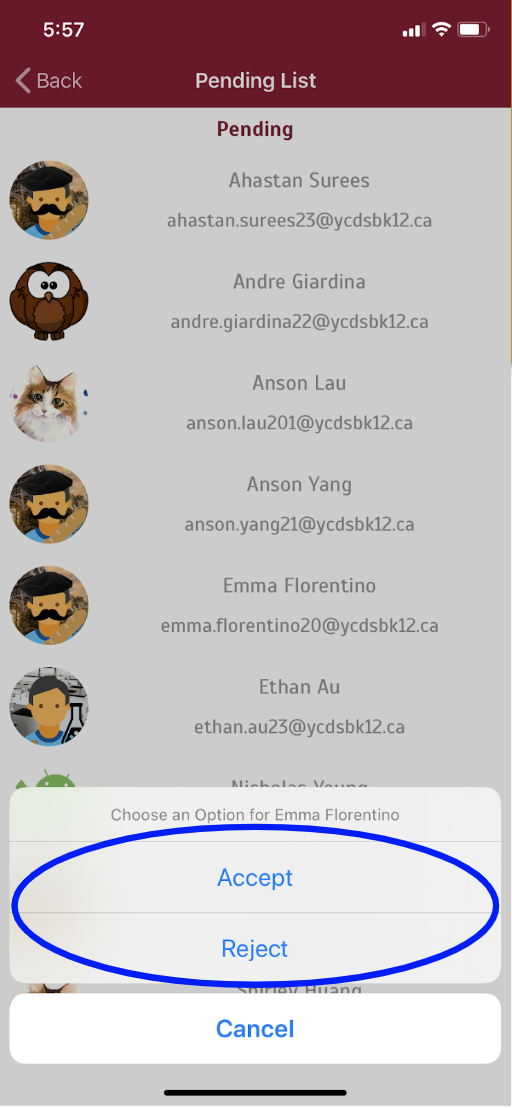 5:57
Back
Pending List
Pending
Ahastan Surees
ahastan.surees23@ycdsbk12.ca
Andre Giardina
andre.giardina22@ycdsbk12.ca
Anson Lau
anson.lau201@ycdsbk12.ca
Anson Yang
anson.yang21@ycdsbk12.ca
Emma Florentino
emma.florentino20@ycdsbk12.ca
Ethan Au
ethan.au23@ycdsbk12.ca
Nicholas Young
Choose an Option for Emma Florentino
Accept
Reject
Shirley Huang
Cancel